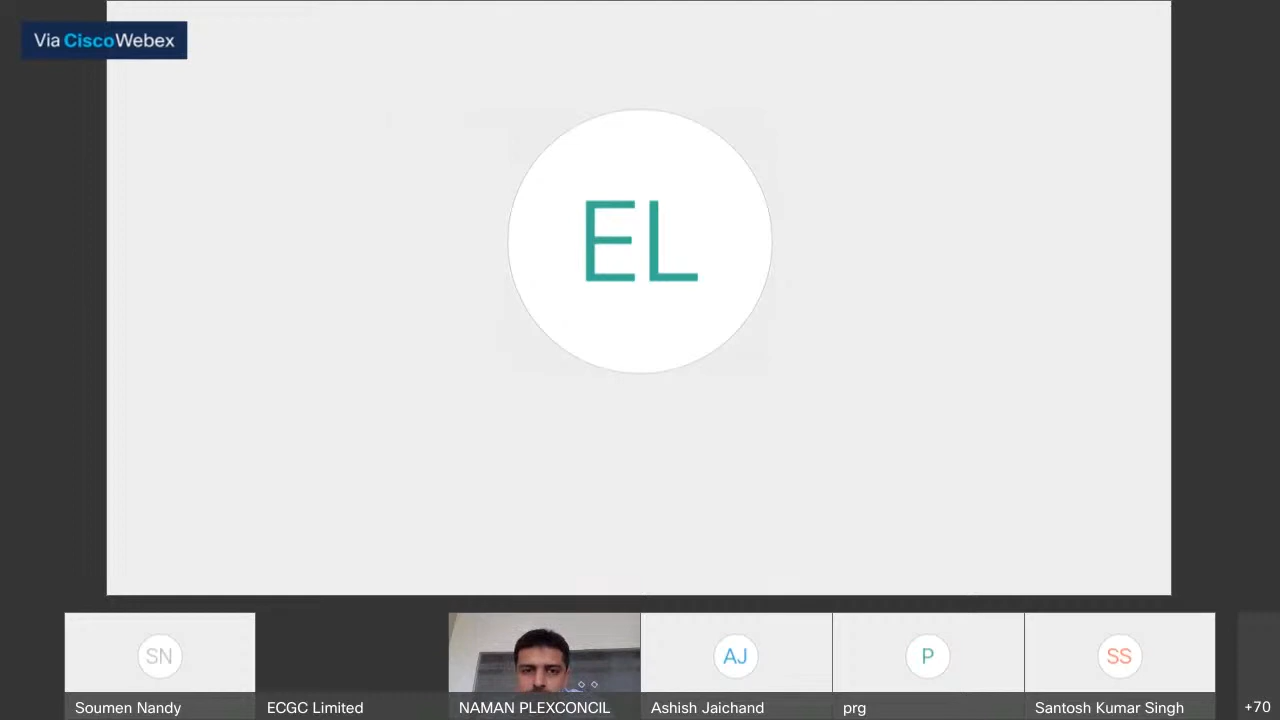 Via CiscoWebex
EL
SN
AJ
P
SS
Soumen Nandy
ECGC Limited
NAMAN PLEXCONCIL
Ashish Jaichand
prg
Santosh Kumar Singh
+70